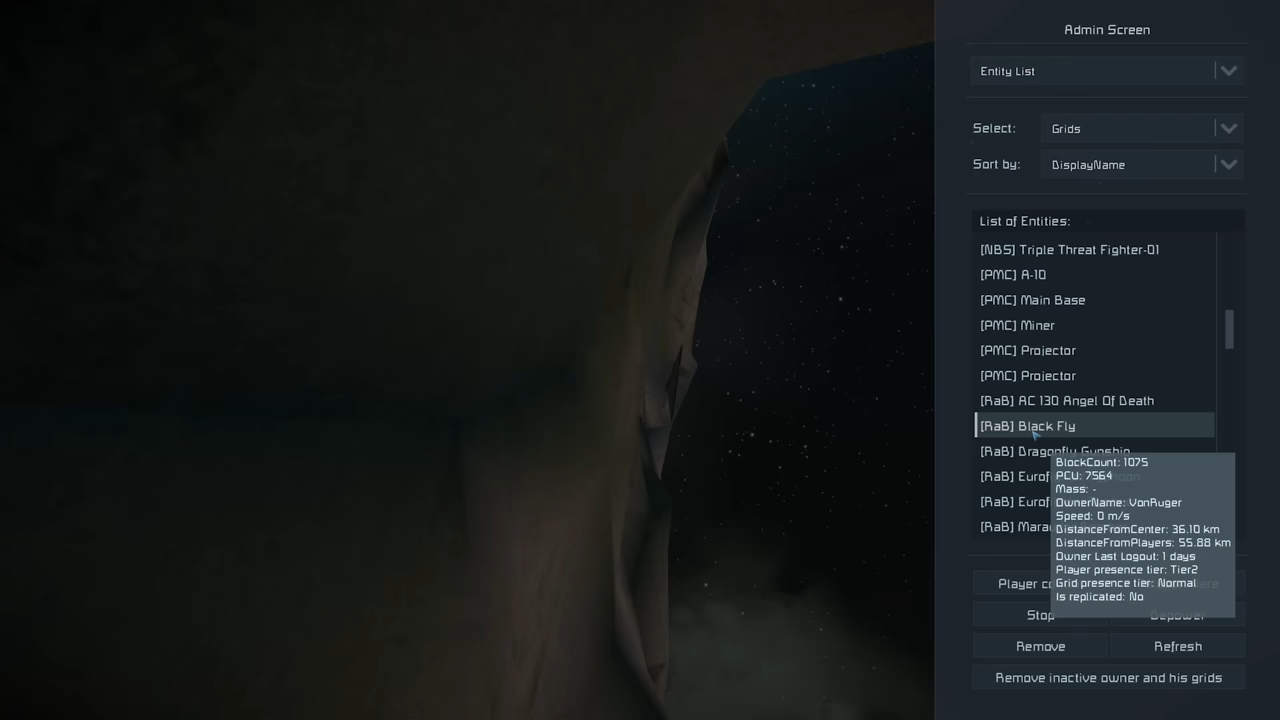 Admin Screen
Entity List
Select: Grids
Sort by: DisplayName
List of Entities:
[NBS] Triple Threat Fighter-01
[PMC] A-10
[PMC] Main Base
[PMC] Miner
[PMC] Projector
[PMC] Projector
[RaB] AC 130 Angel Of Death
[RaB] Black Fly
[RaB] Dragonfly Gunship
[RaB]
[RaB]
[RaB]
BlockCount: 1075
PCU: 7564
Mass: -
OwnerName: VonRuger
Speed: 0 m/s
DistanceFromCenter: 36.10 km
DistanceFromPlayers: 55.88 km
Owner Last Logout: 1 days
Player presence tier: Tier2
Grid presence tier: Normal
Is replicated: No
Player
Stop Depower
Remove Refresh
Remove inactive owner and his grids